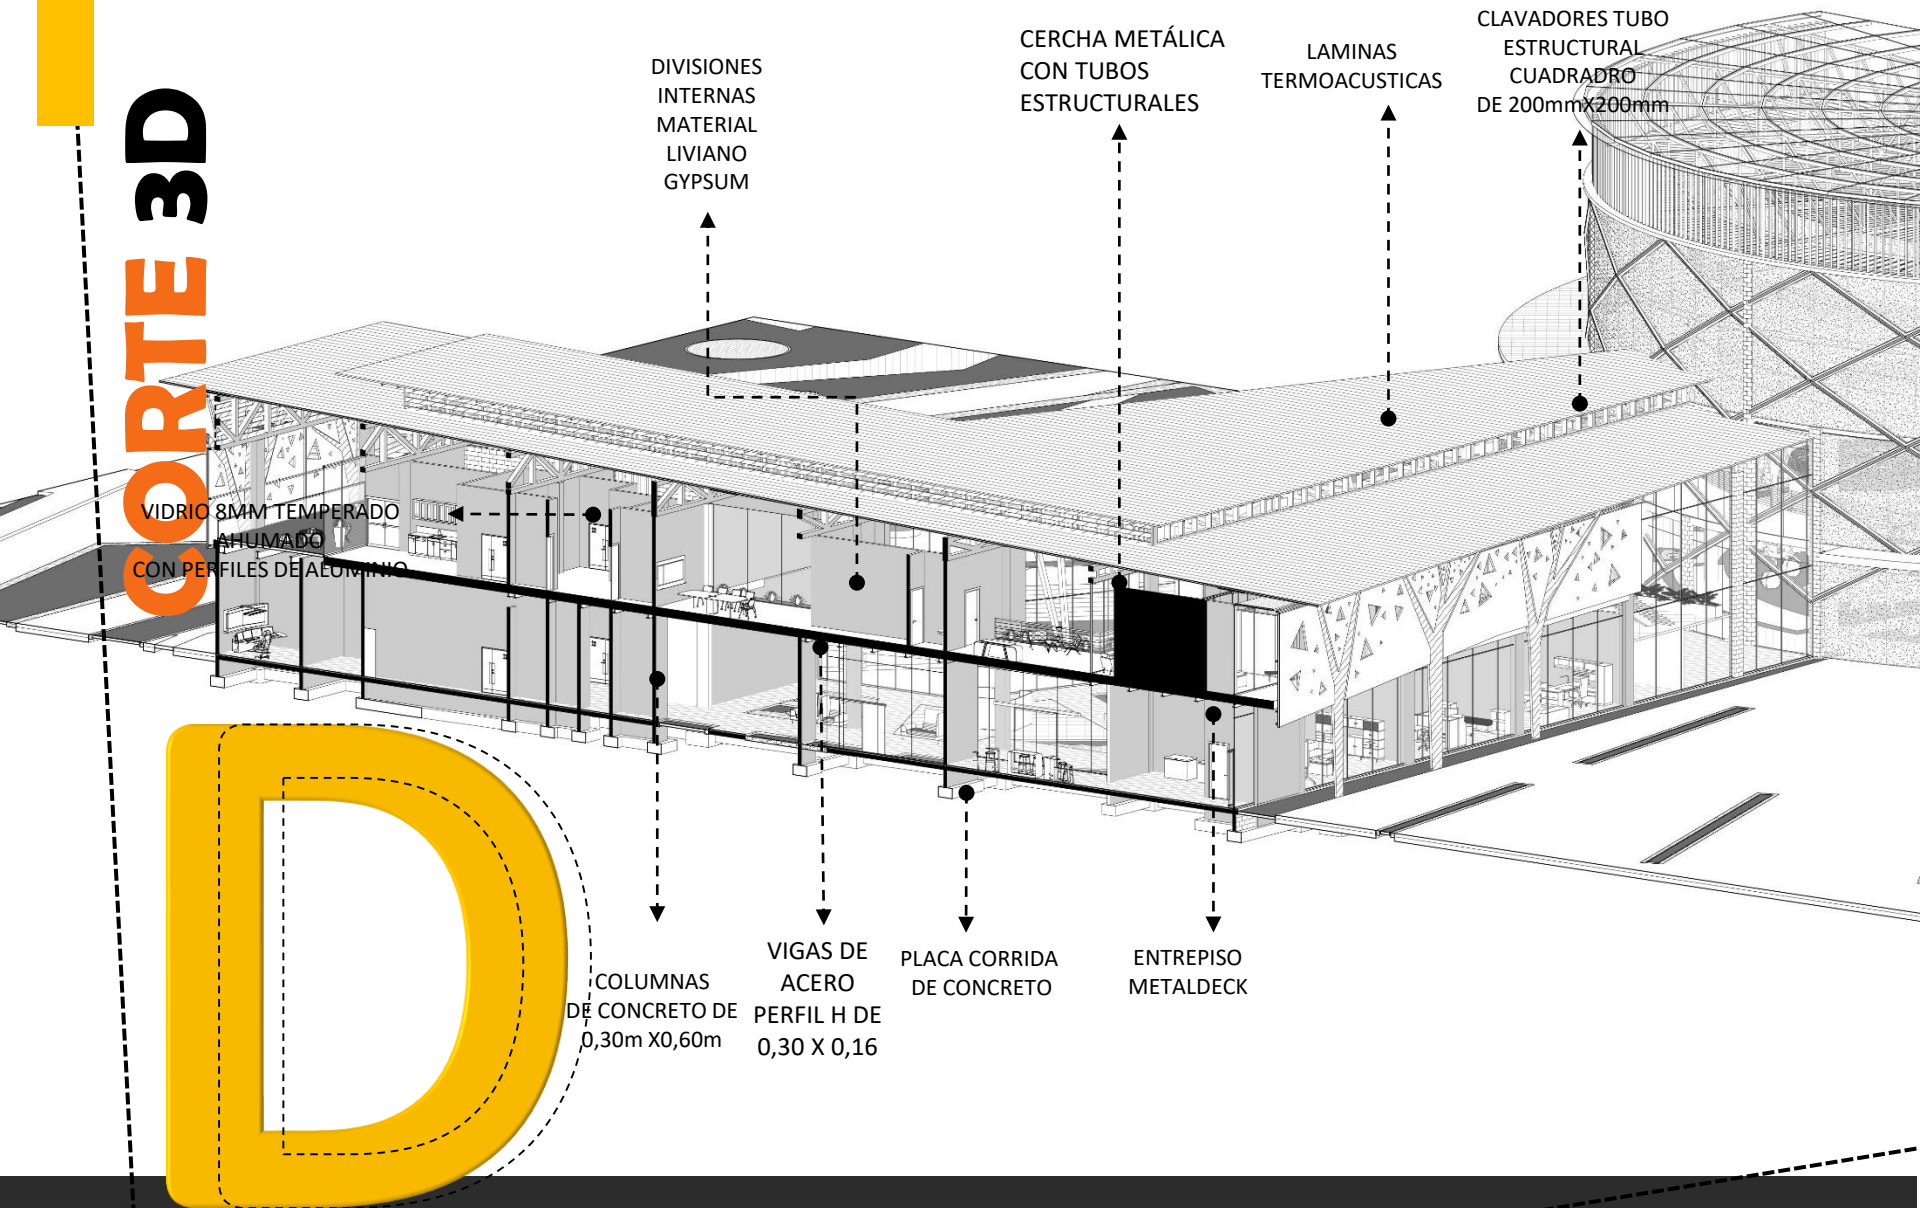 CORTE 3D
DIVISIONES
INTERNAS
MATERIAL
LIVIANO
GYPSUM
CERCHA METÁLICA
CON TUBOS
ESTRUCTURALES
LAMINAS
TERMOACUSTICAS
CLAVADORES TUBO
ESTRUCTURAL
CUADRADRO
DE 200mmX200mm
VIDRIO 8MM TEMPERADO
AHUMADO
CON PERFILES DE ALUMINIO
COLUMNAS
DE CONCRETO DE
0,30m X0,60m
VIGAS DE
ACERO
PERFIL H DE
0,30 X 0,16
PLACA CORRIDA
DE CONCRETO
ENTREPISO
METALDECK
D